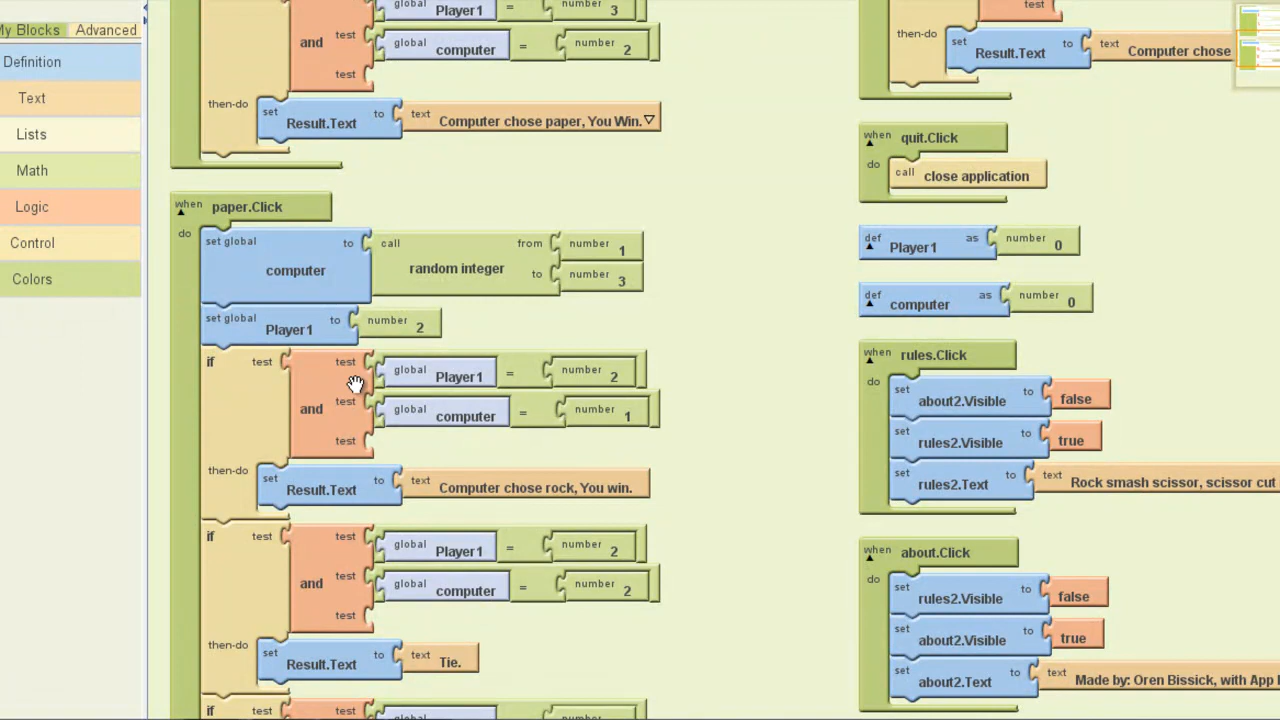 My Blocks Advanced
Definition
Text
Lists
Math
Logic
Control
Colors
global Player1 = number 3
and test global computer = number 2
test
then-do set Result.Text to text Computer chose paper, You Win.
when paper.Click
do set global computer to call random integer from number 1
to number 3
set global Player1 to number 2
if test test global Player1 = number 2
and test global computer = number 1
test
then-do set Result.Text to text Computer chose rock, You win.
if test test global Player1 = number 2
and test global computer = number 2
test
then-do set Result.Text to text Tie.
if test test global Player1 = number
test
then-do set Result.Text to text Computer chose
when quit.Click
do call close application
def Player1 as number 0
def computer as number 0
when rules.Click
do set about2.Visible to false
set rules2.Visible to true
set rules2.Text to text Rock smash scissor, scissor cut
when about.Click
do set rules2.Visible to false
set about2.Visible to true
set about2.Text to text Made by: Oren Bissick, with App